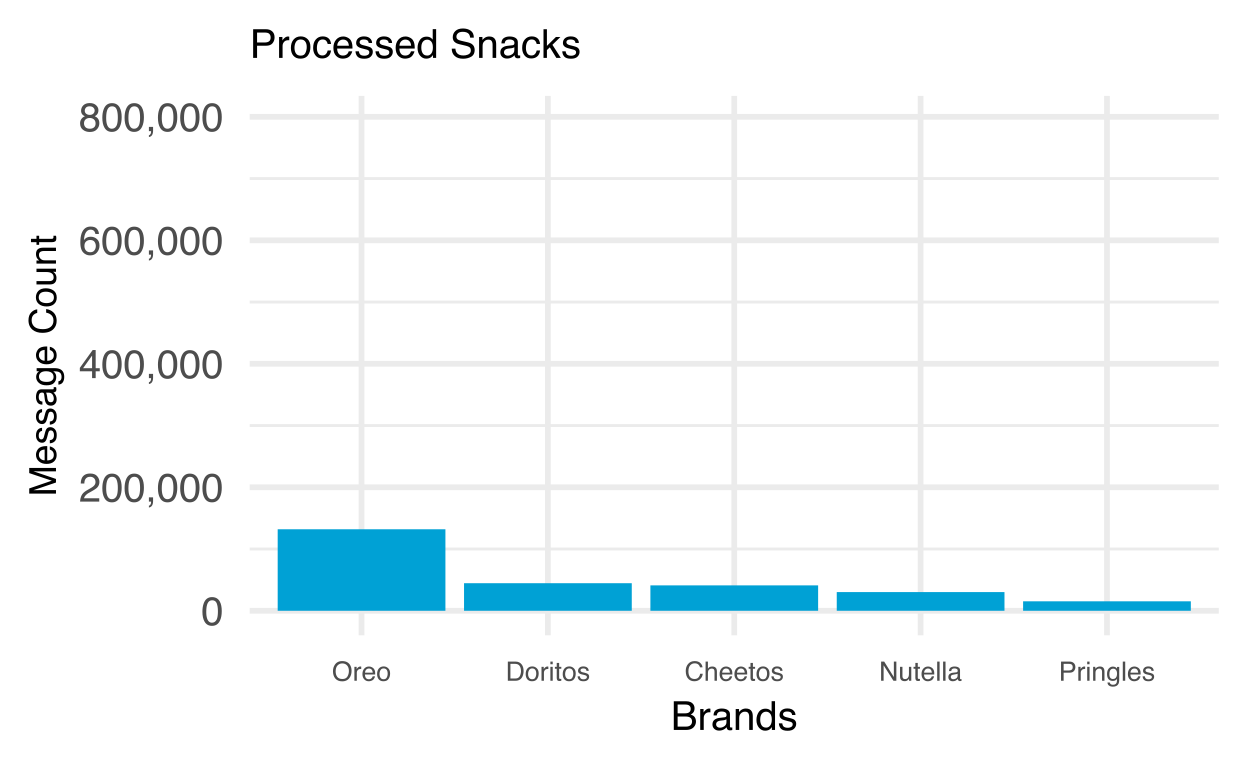 Processed Snacks
800,000
600,000
400,000
200,000
0
Message Count
Oreo Doritos Cheetos Nutella Pringles
Brands